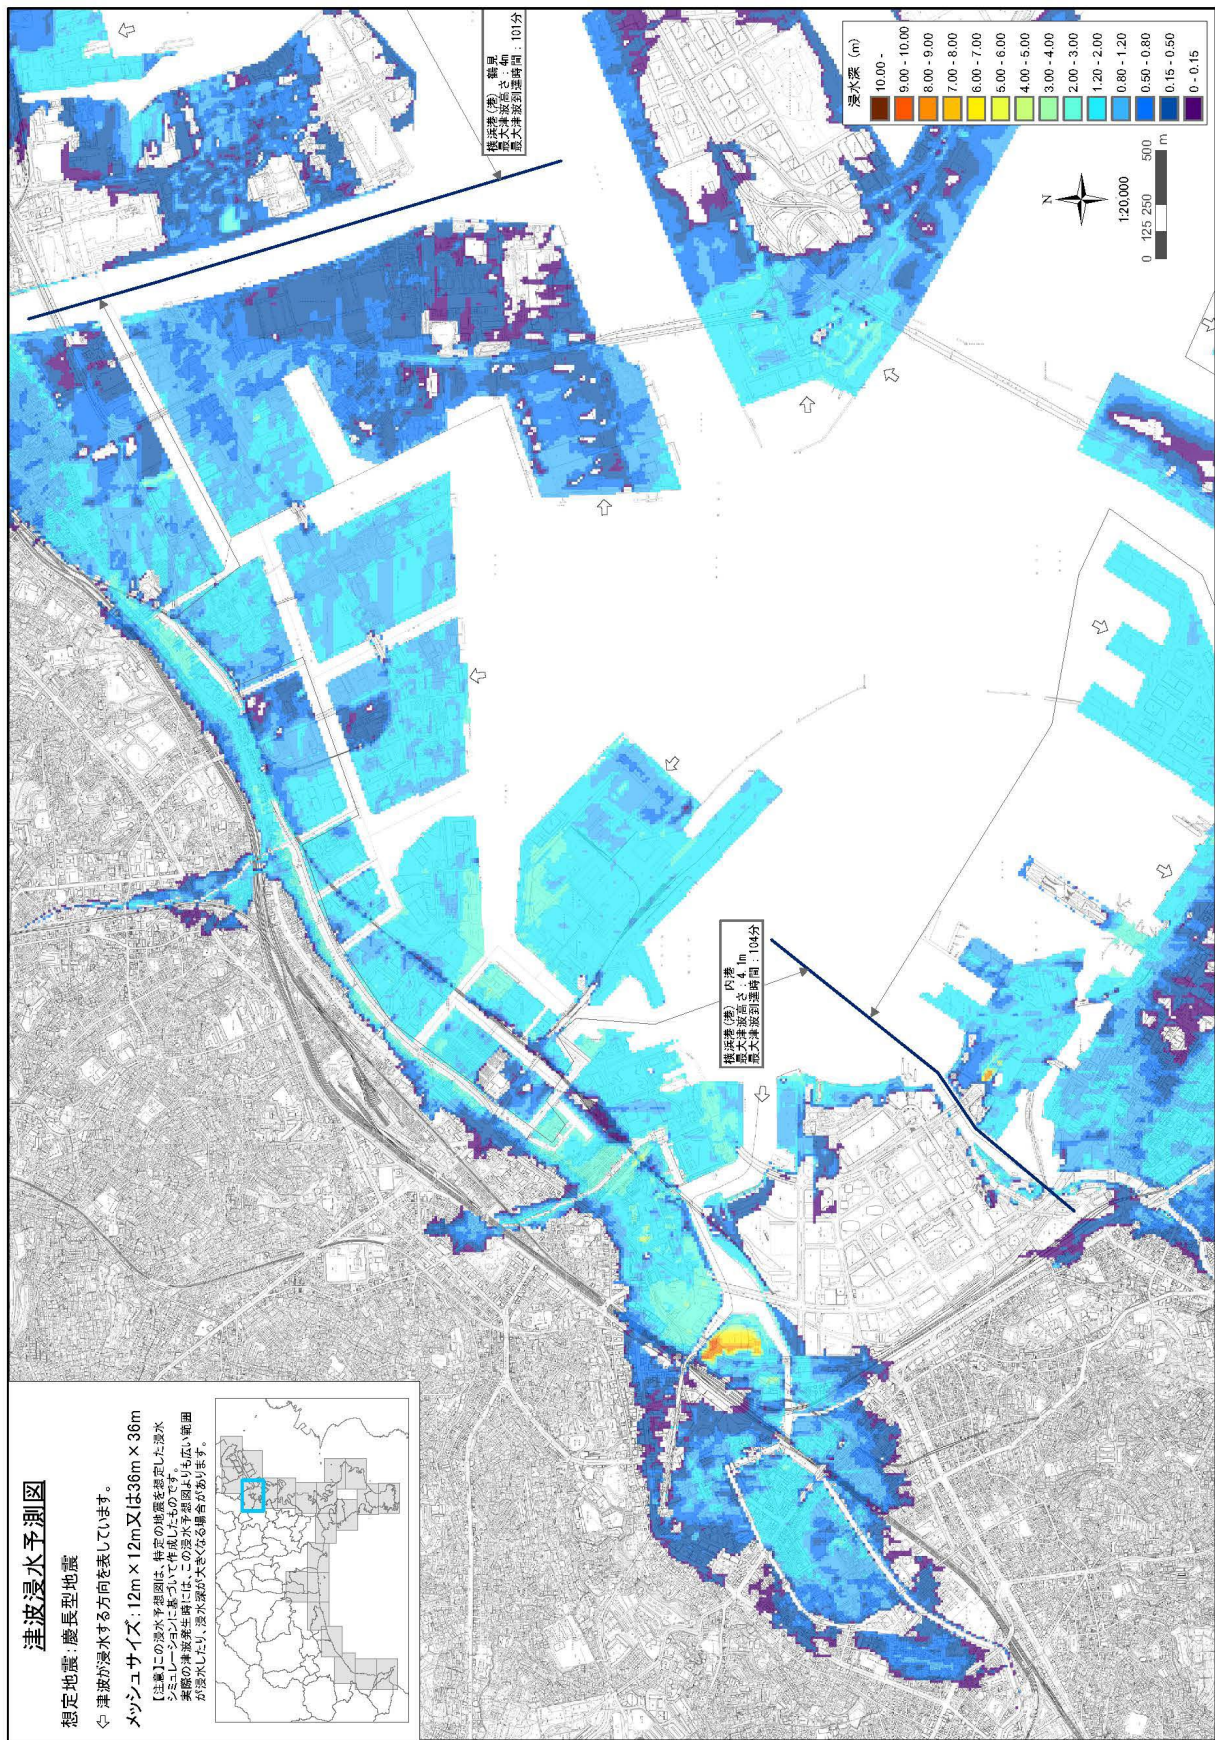 津波浸水予測図
想定地震：慶長型地震
⇦ 津波が浸水する方向を表しています。
メッシュサイズ：12m×12m又は36m×36m
【注意】この浸水予想図は、特定の地震を想定した浸水
シミュレーションに基づいて作成したものです。
実際の津波発生時には、この浸水予想図よりも広い範囲
が浸水したり、浸水深が大きくなる場合があります。
横浜港(港) 内港
最大津波高さ：4.1m
最大津波到達時間：104分
横浜港(港) 鶴見
最大津波高さ：4m
最大津波到達時間：101分
N
1:20,000
0 125 250 500
m
浸水深 (m)
10.00 -
9.00 - 10.00
8.00 - 9.00
7.00 - 8.00
6.00 - 7.00
5.00 - 6.00
4.00 - 5.00
3.00 - 4.00
2.00 - 3.00
1.20 - 2.00
0.80 - 1.20
0.50 - 0.80
0.15 - 0.50
0 - 0.15